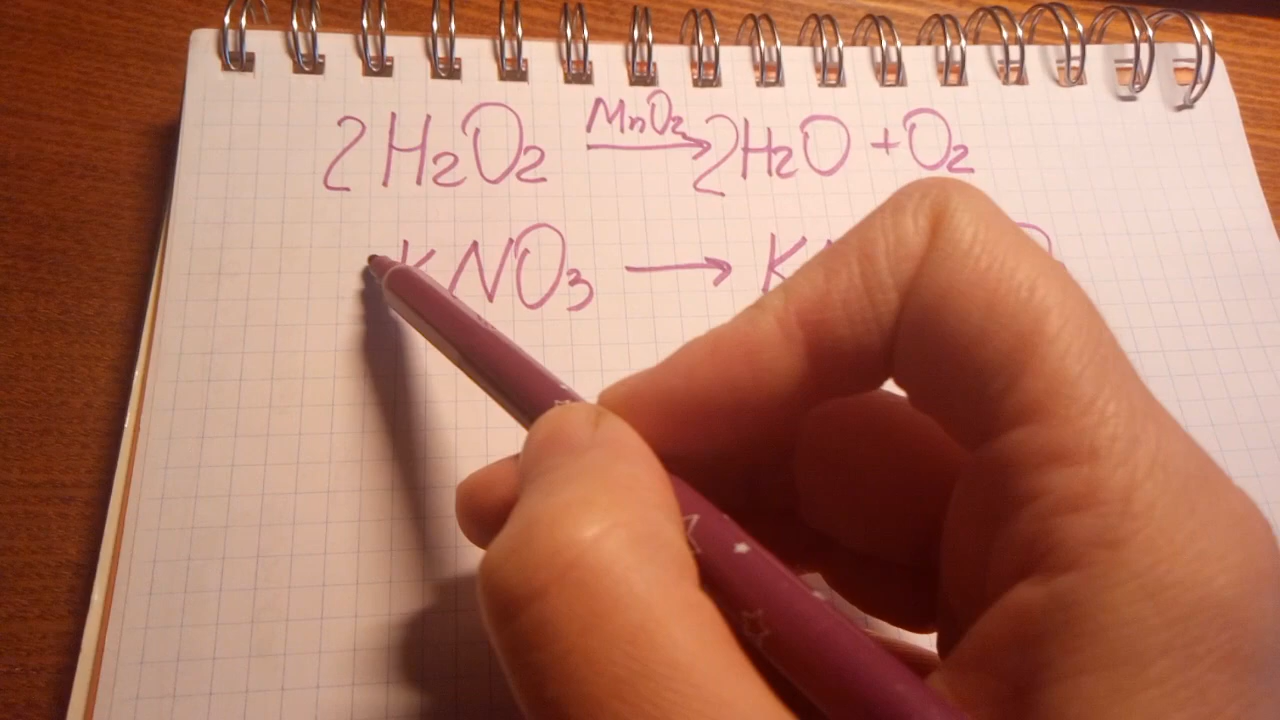 2H₂O₂ MnO₂→ 2H₂O + O₂
KNO₃ → K